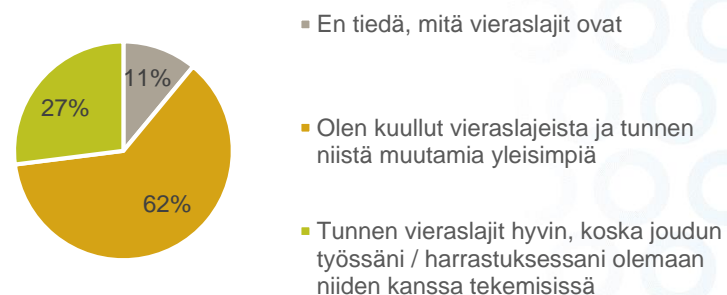 En tiedä, mitä vieraslajit ovat
11%
27%
Olen kuullut vieraslajeista ja tunnen
niistä muutamia yleisimpiä
62%
Tunnen vieraslajit hyvin, koska joudun
työssäni / harrastuksessani olemaan
niiden kanssa tekemisissä